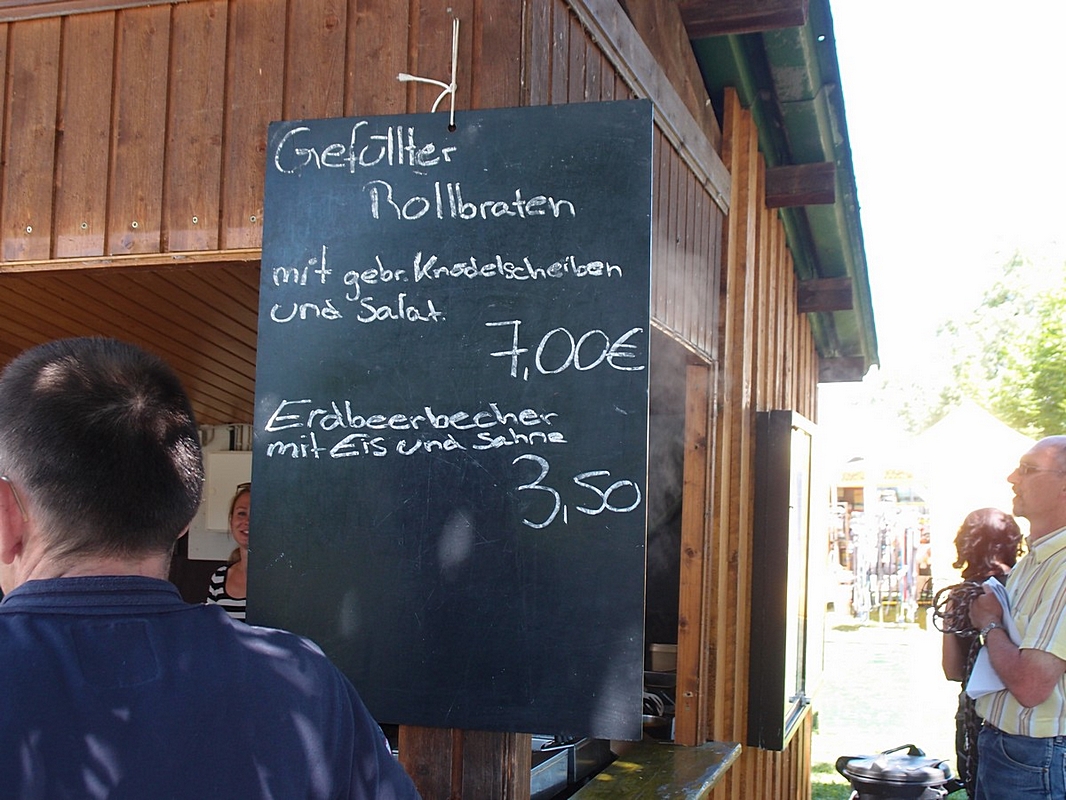 Gefüllter
Rollbraten
mit gebr. Knödelscheiben
und Salat.
7,00€
Erdbeerbecher
mit Eis und Sahne
3,50